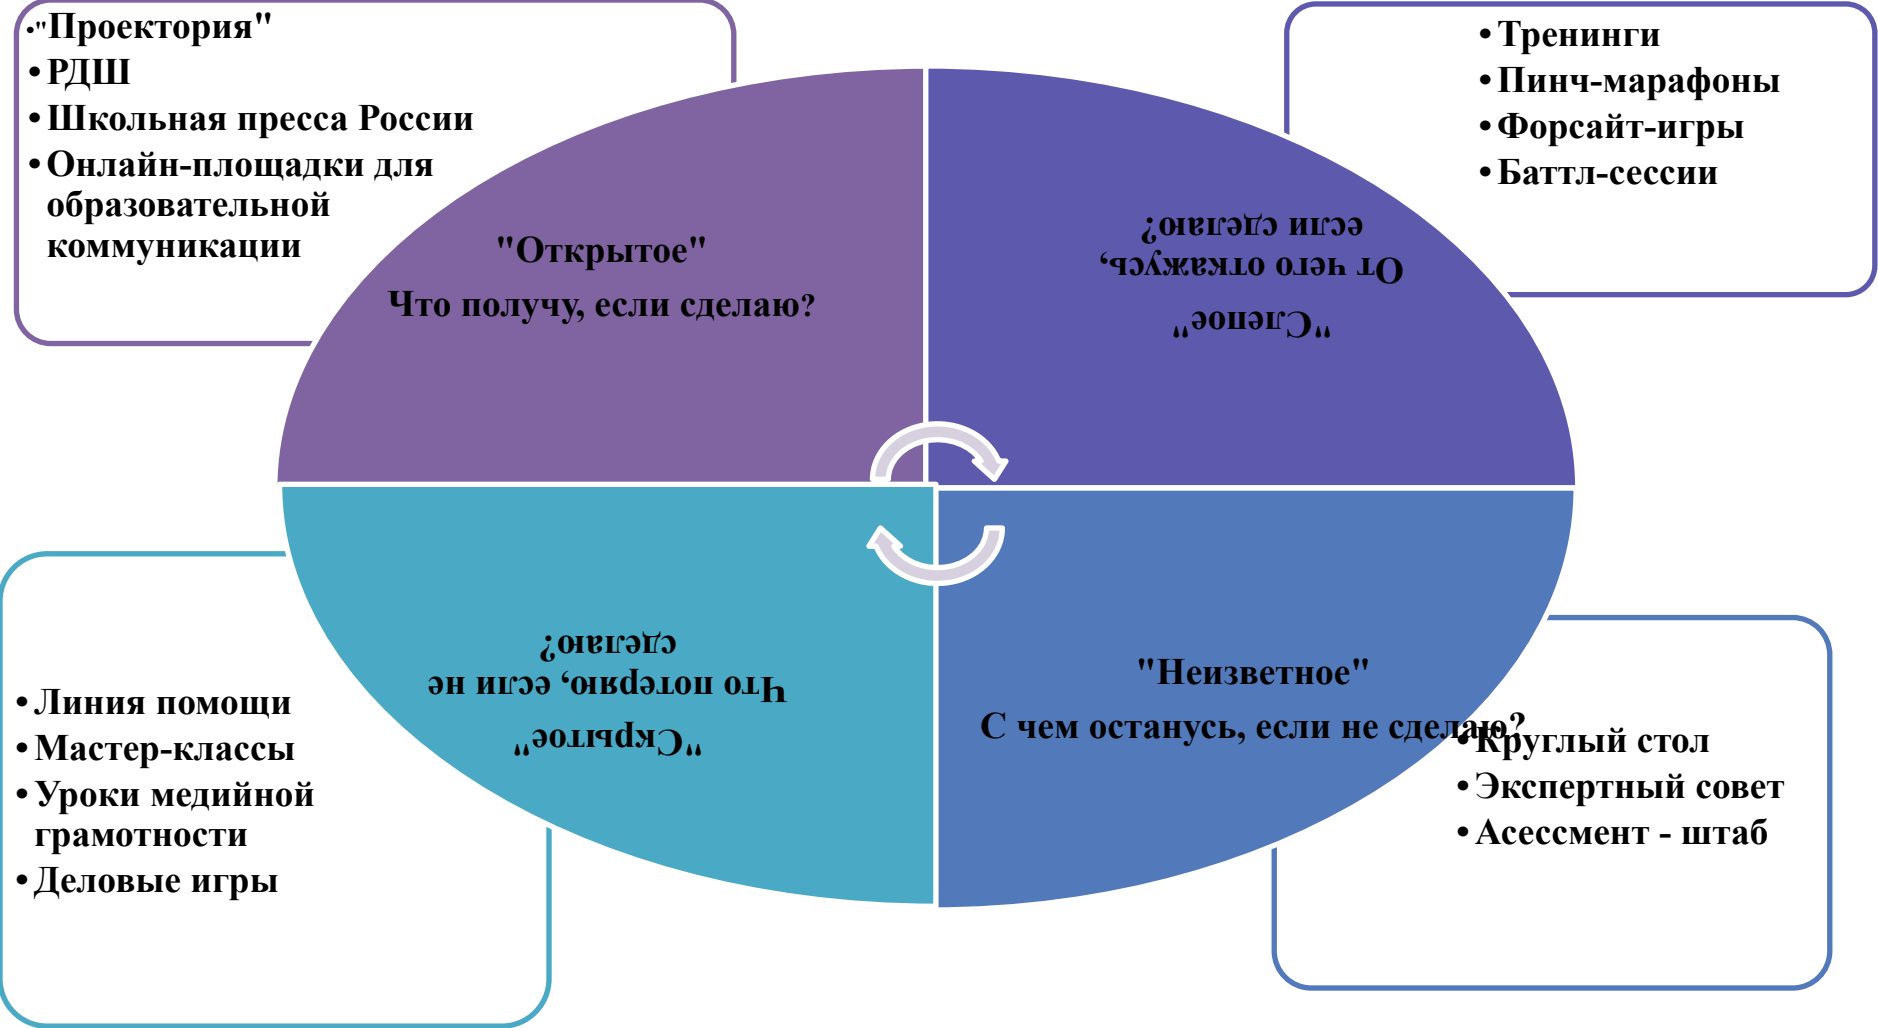 •"Проектория"
•РДШ
•Школьная пресса России
•Онлайн-площадки для
образовательной
коммуникации
"Открытое"
Что получу, если сделаю?
•Тренинги
•Пинч-марафоны
•Форсайт-игры
•Баттл-сессии
"Слепое"
От чего откажусь,
если сделаю?
•Линия помощи
•Мастер-классы
•Уроки медийной
грамотности
•Деловые игры
"Скрытое"
Что потеряю, если не
сделаю?
"Неизветное"
С чем останусь, если не сделаю?
•Круглый стол
•Экспертный совет
•Асессмент - штаб